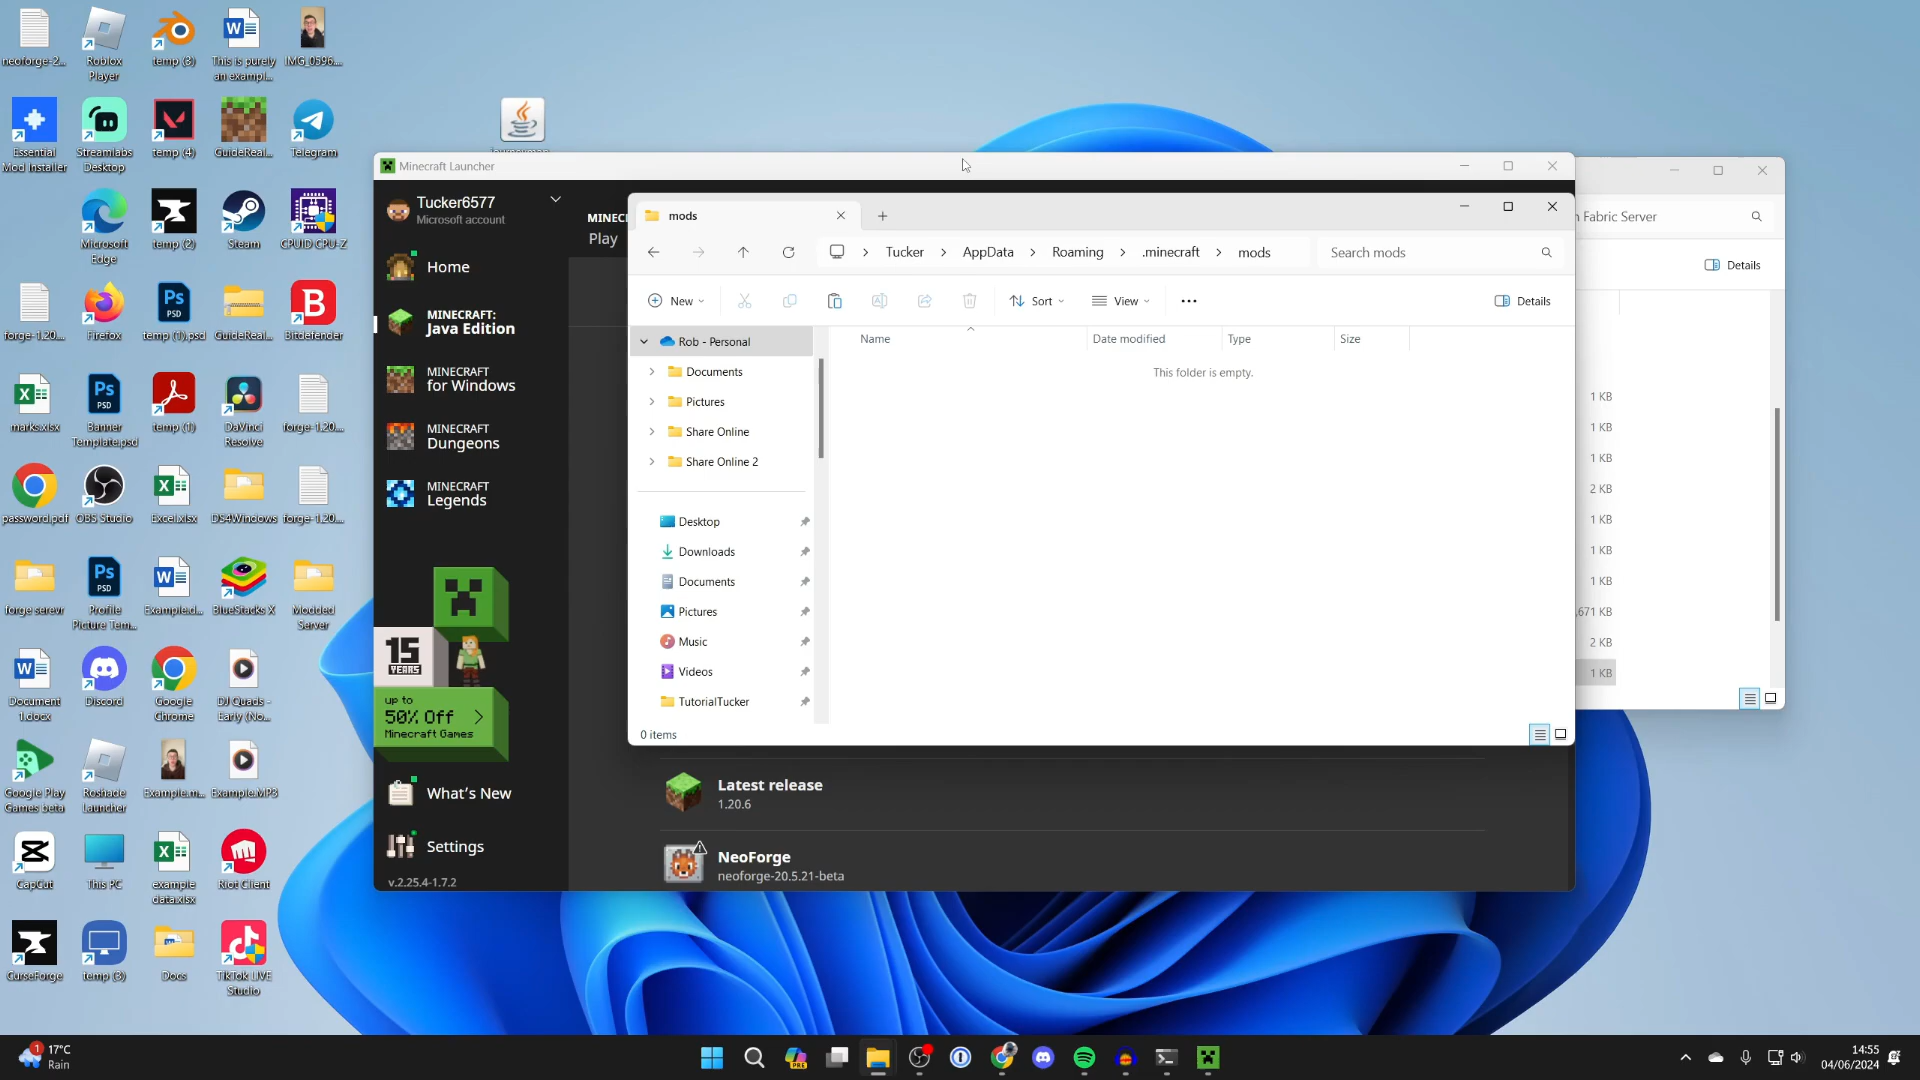 neoforge-2...
Roblox
Player
temp (3)
This is purely
an exampl...
IMG_0596....
Essential
Mod Installer
Streamlabs
Desktop
temp (4)
GuideReal...
Telegram
Microsoft
Edge
temp (2)
Steam
CPUID CPU-Z
forge-1.20....
Firefox
temp (1).psd
GuideReal...
Bitdefender
marks.xlsx
Banner
Template.psd
temp (1)
DaVinci
Resolve
forge-1.20....
password.pdf
OBS Studio
Excel.xlsx
DS4Windows
forge-1.20....
forge serevr
Profile
Picture Tem...
Example.d...
BlueStacks X
Modded
Server
Document
1.docx
Discord
Google
Chrome
DJ Quads -
Early (No...
Google Play
Games beta
Roshade
Launcher
Example.m...
Example.MP3
CapCut
This PC
example
data.xlsx
Riot Client
CurseForge
temp (3)
Docs
TikTok LIVE
Studio
Minecraft Launcher
Tucker6577
Microsoft account
Home
MINECRAFT:
Java Edition
MINECRAFT
for Windows
MINECRAFT
Dungeons
MINECRAFT
Legends
15
YEARS
up to
50% Off
Minecraft Games
What's New
Settings
v.2.25.4-1.7.2
MINEC
Play
mods
Tucker > AppData > Roaming > .minecraft > mods
Search mods
New
Sort
View
Details
Name
Date modified
Type
Size
This folder is empty.
Rob - Personal
Documents
Pictures
Share Online
Share Online 2
Desktop
Downloads
Documents
Pictures
Music
Videos
TutorialTucker
0 items
Latest release
1.20.6
NeoForge
neoforge-20.5.21-beta
Fabric Server
Details
1 KB
1 KB
1 KB
2 KB
1 KB
1 KB
1 KB
,671 KB
2 KB
1 KB
1
17°C
Rain
PRE
14:55
04/06/2024